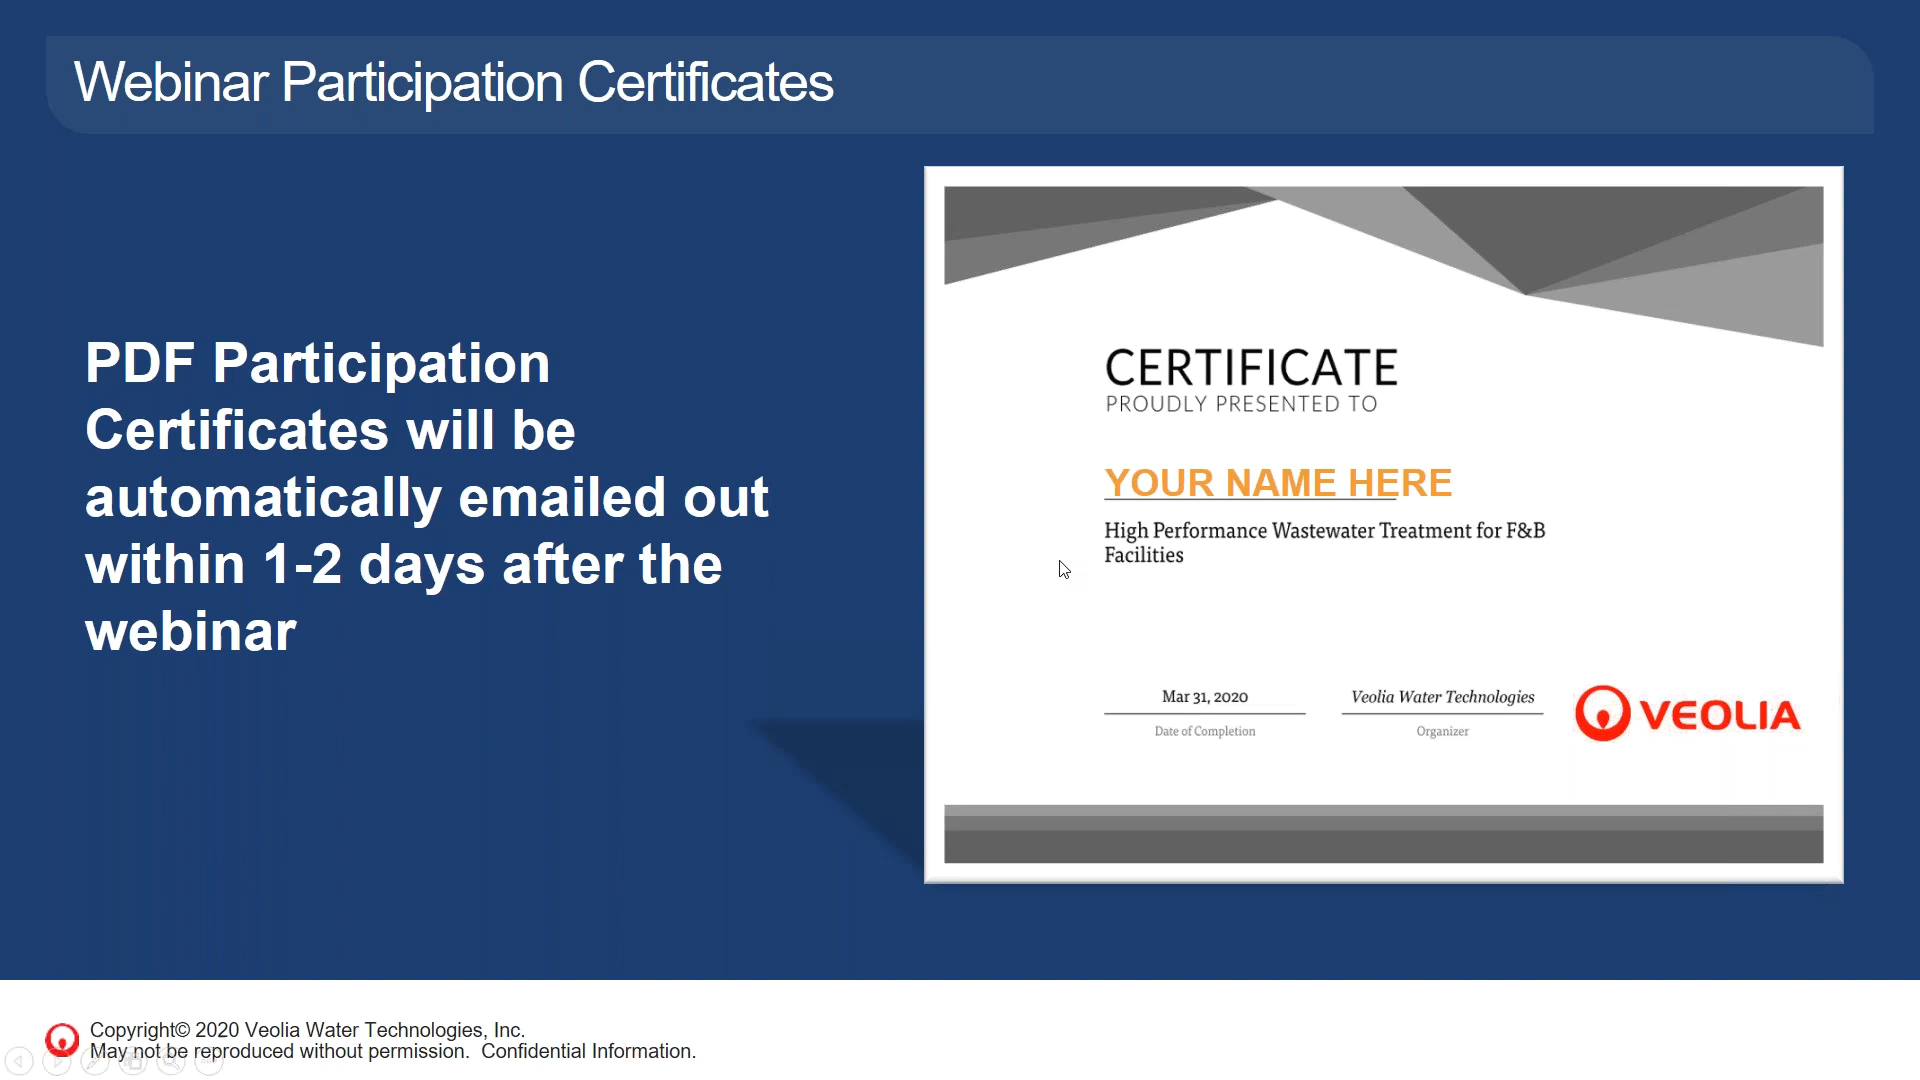 Webinar Participation Certificates
PDF Participation
Certificates will be
automatically emailed out
within 1-2 days after the
webinar
CERTIFICATE
PROUDLY PRESENTED TO
YOUR NAME HERE
High Performance Wastewater Treatment for F&B
Facilities
Mar 31, 2020
Date of Completion
Veolia Water Technologies
Organizer
VEOLIA
Copyright© 2020 Veolia Water Technologies, Inc.
May not be reproduced without permission.  Confidential Information.